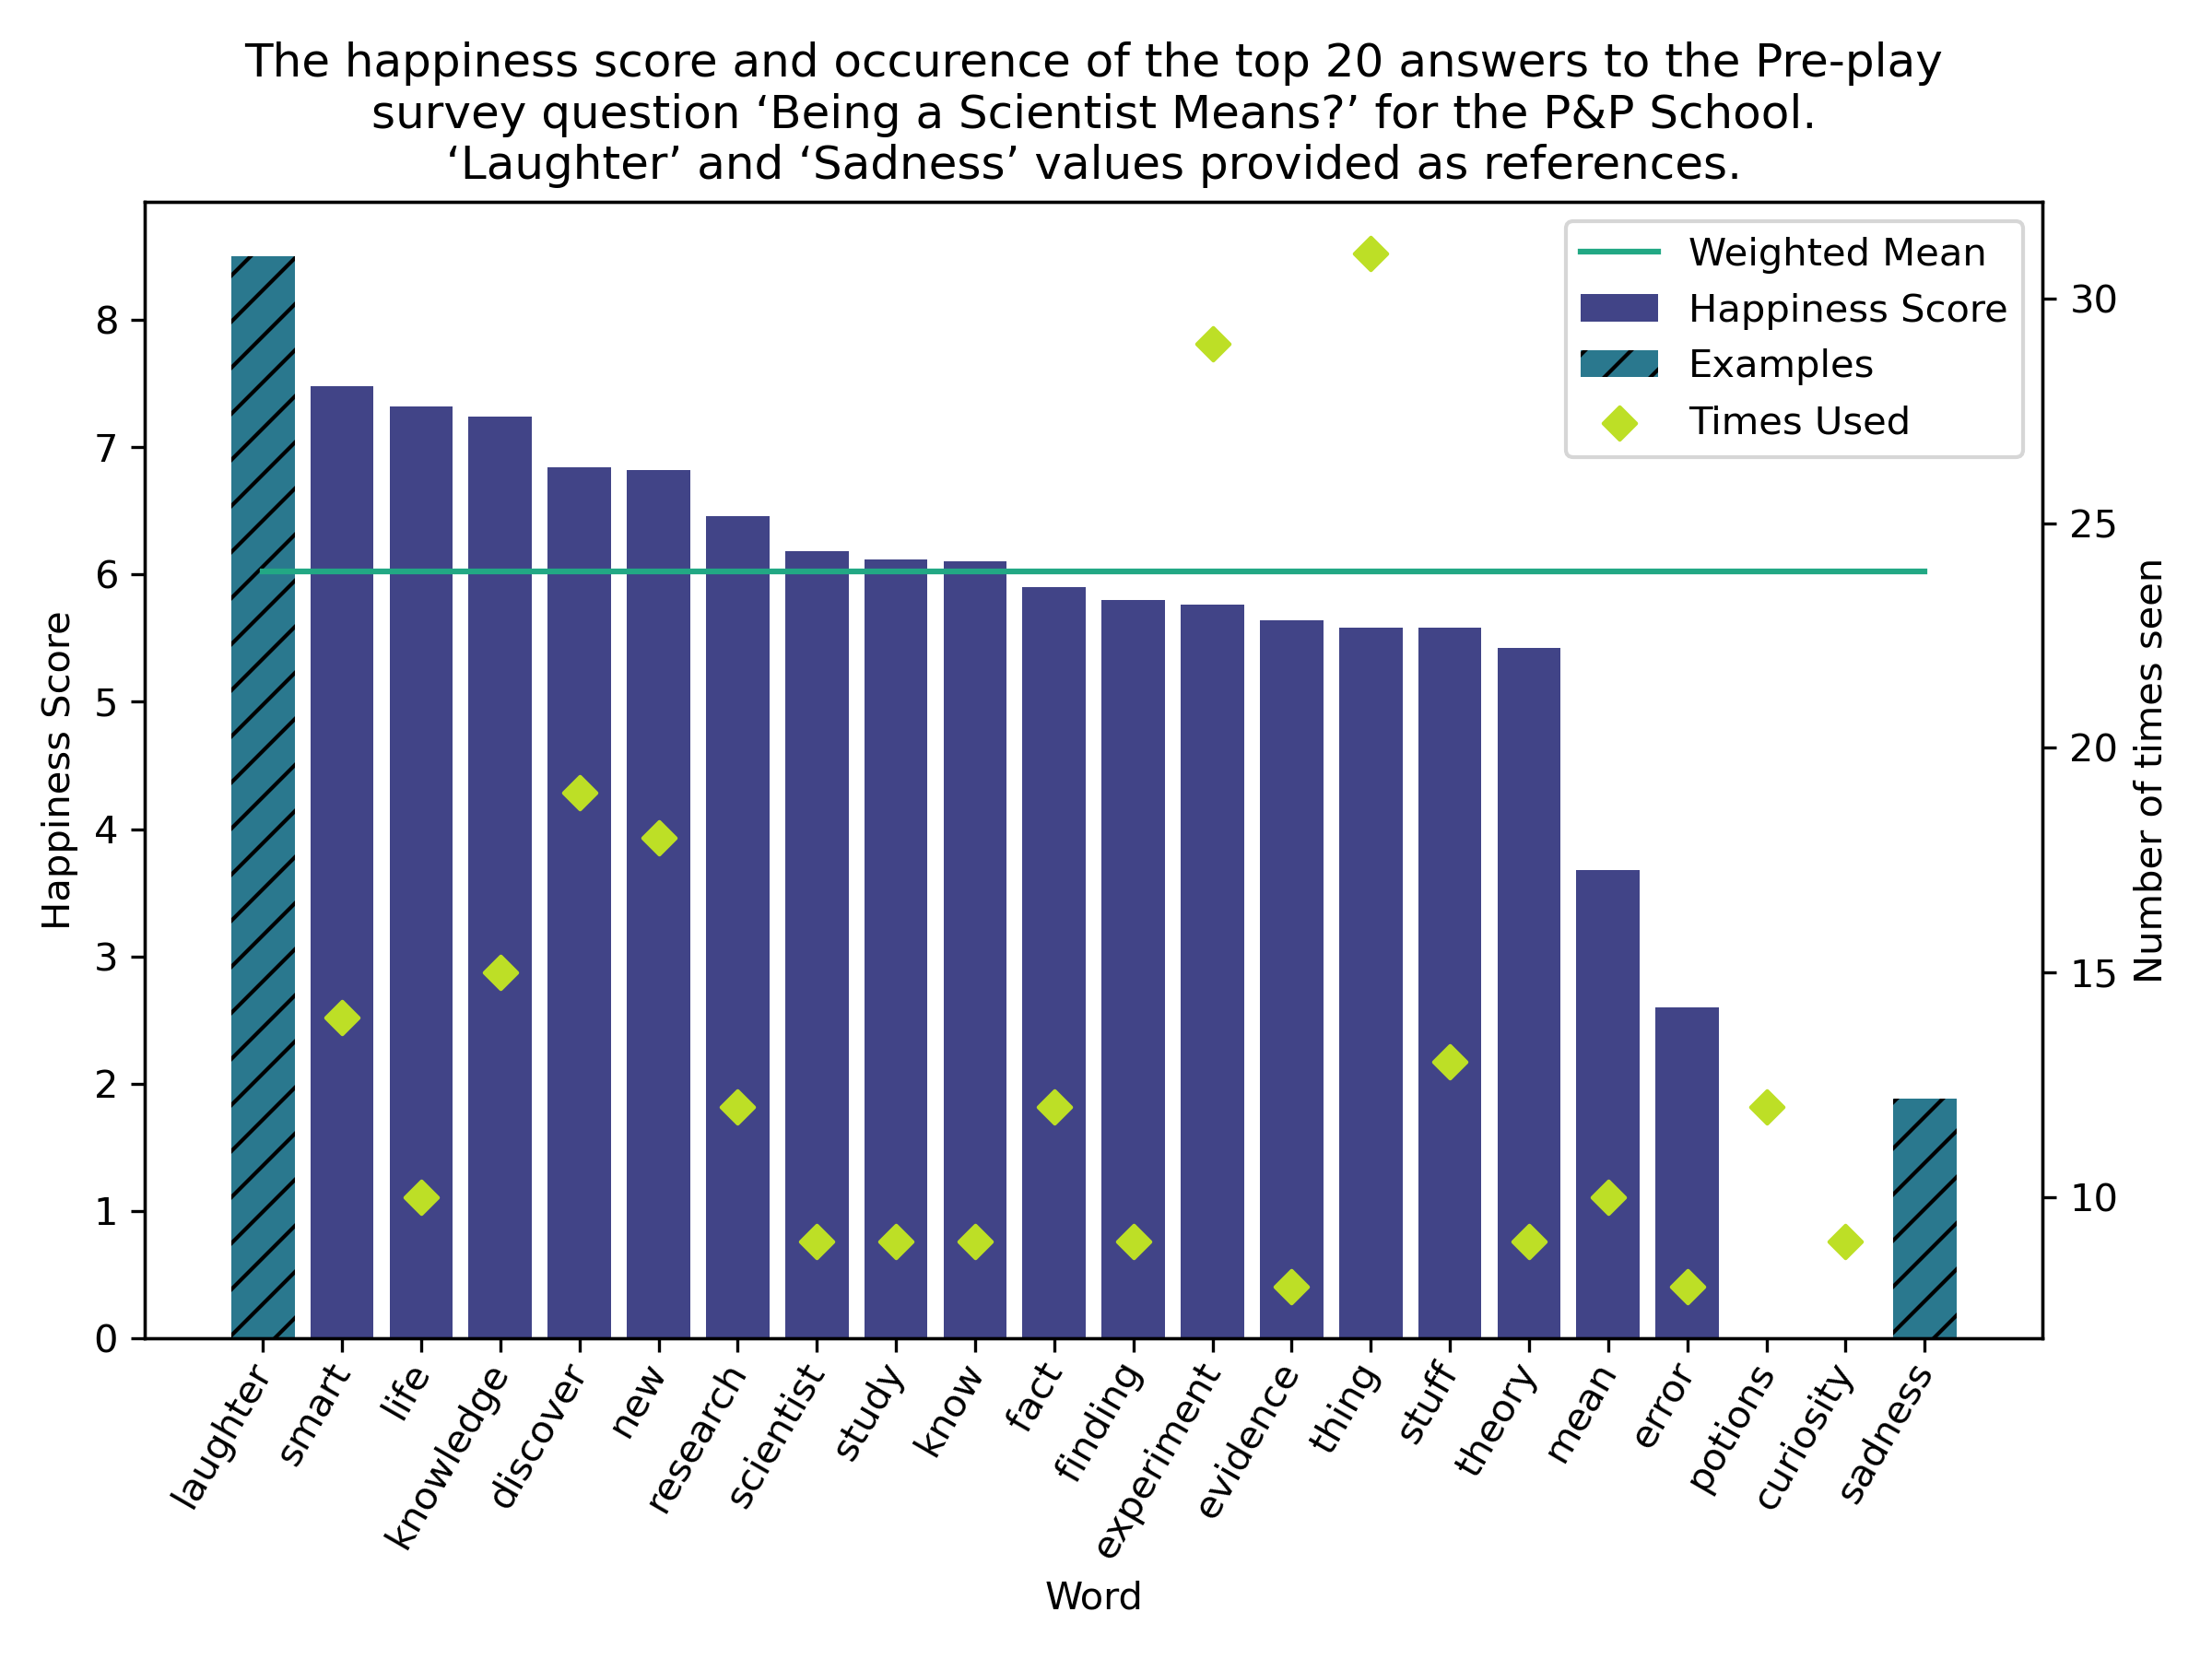 The happiness score and occurence of the top 20 answers to the Pre-play
survey question ‘Being a Scientist Means?’ for the P&P School.
‘Laughter’ and ‘Sadness’ values provided as references.
Weighted Mean
Happiness Score
Examples
Times Used
8
7
6
5
4
3
2
1
0
Happiness Score
30
25
20
15
10
Number of times seen
laughter
smart
life
knowledge
discover
new
research
scientist
study
know
fact
finding
experiment
evidence
thing
stuff
theory
mean
error
potions
curiosity
sadness
Word